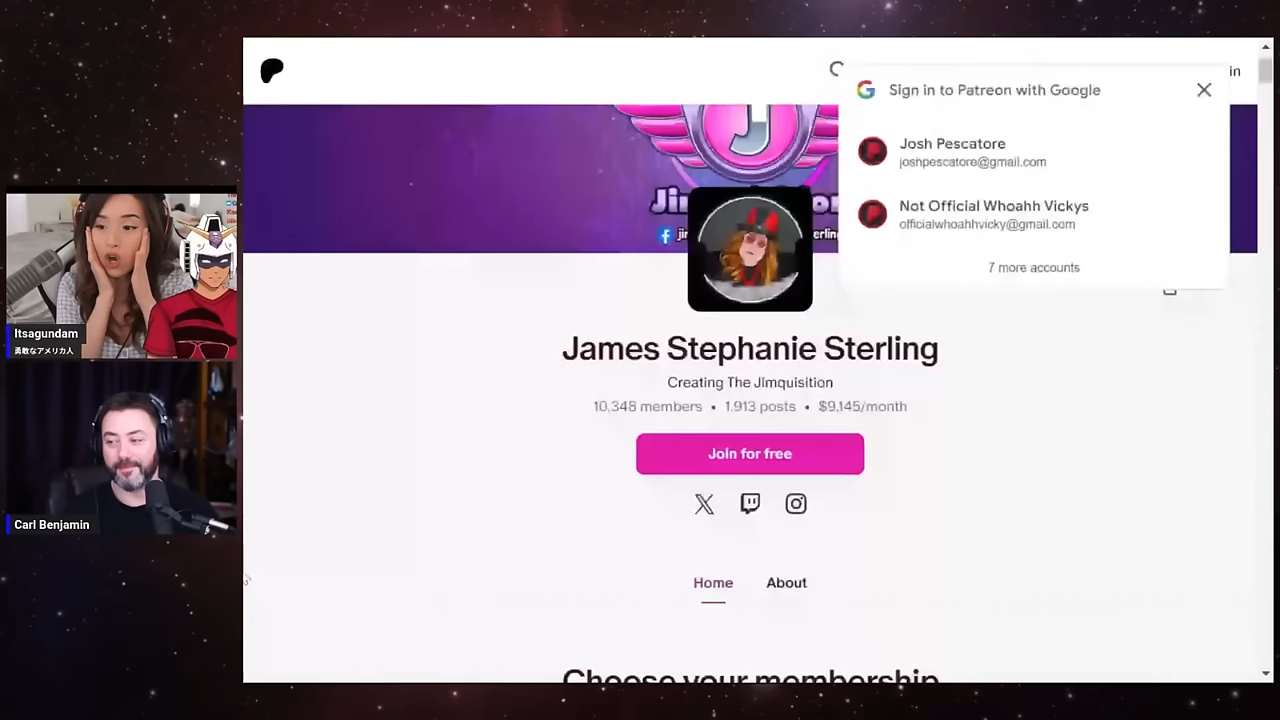 in
Sign in to Patreon with Google
Josh Pescatore
joshpescatore@gmail.com
Not Official Whoahh Vickys
officialwhoahhvicky@gmail.com
7 more accounts
James Stephanie Sterling
Creating The Jimquisition
10,348 members • 1,913 posts • $9,145/month
Join for free
Home
About
Choose your membership
Itsagundam
勇敢なアメリカ人
Carl Benjamin